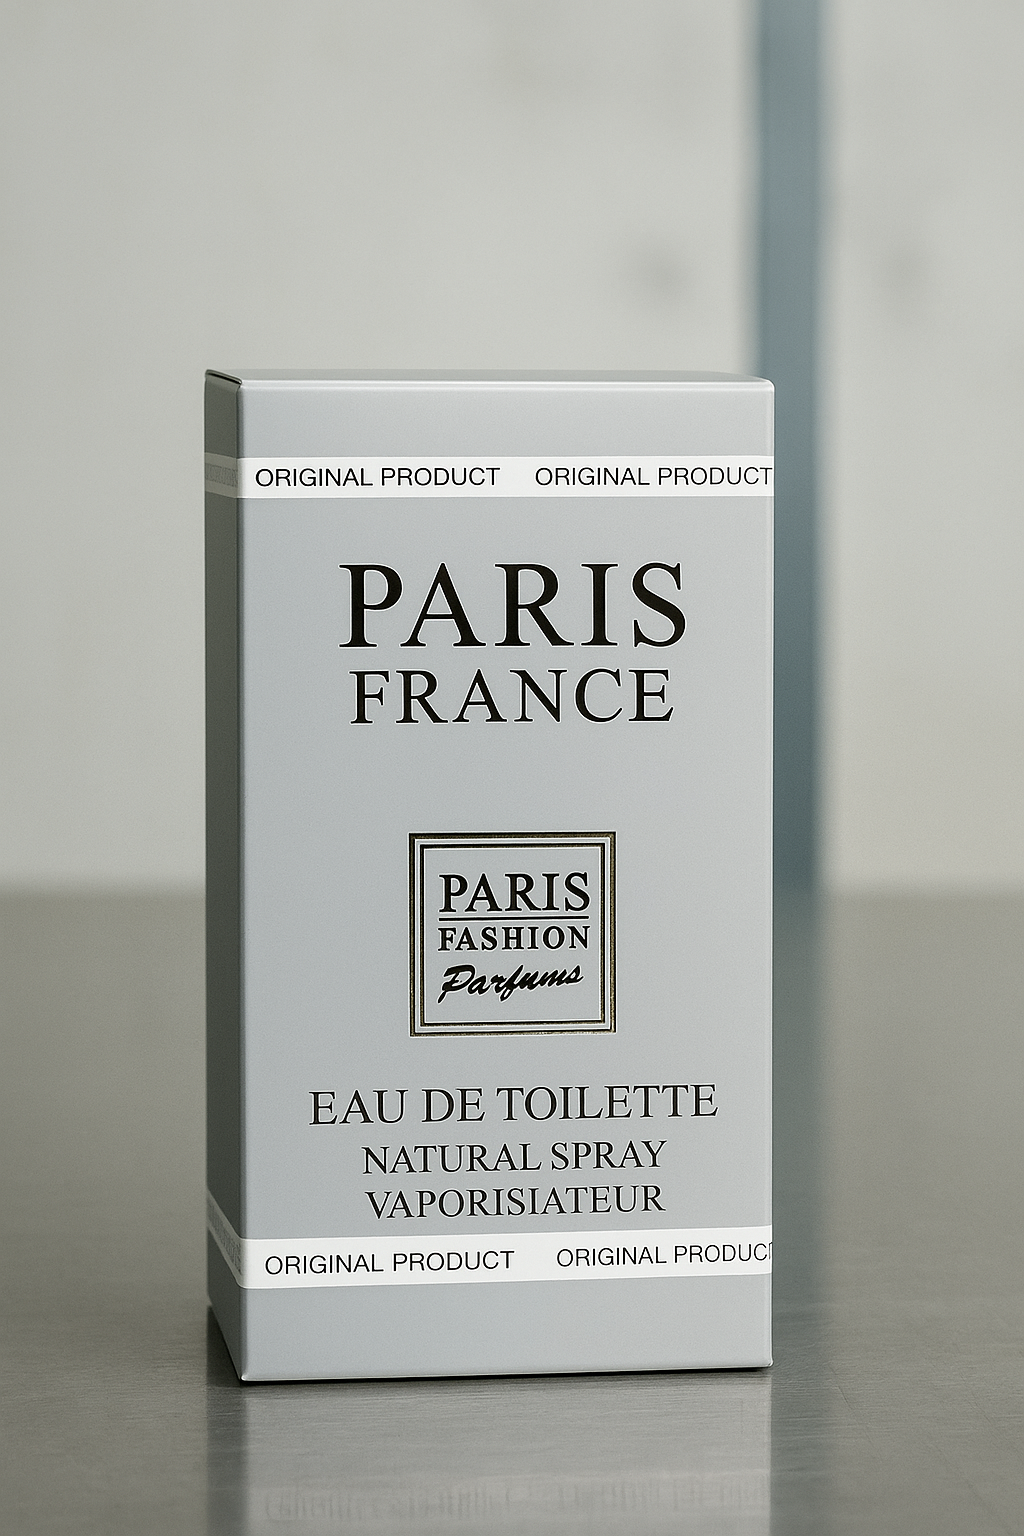 ORIGINAL PRODUCT ORIGINAL PRODUCT
PARIS
FRANCE
PARIS
FASHION
Parfums
EAU DE TOILETTE
NATURAL SPRAY
VAPORISIATEUR
ORIGINAL PRODUCT ORIGINAL PRODUCT